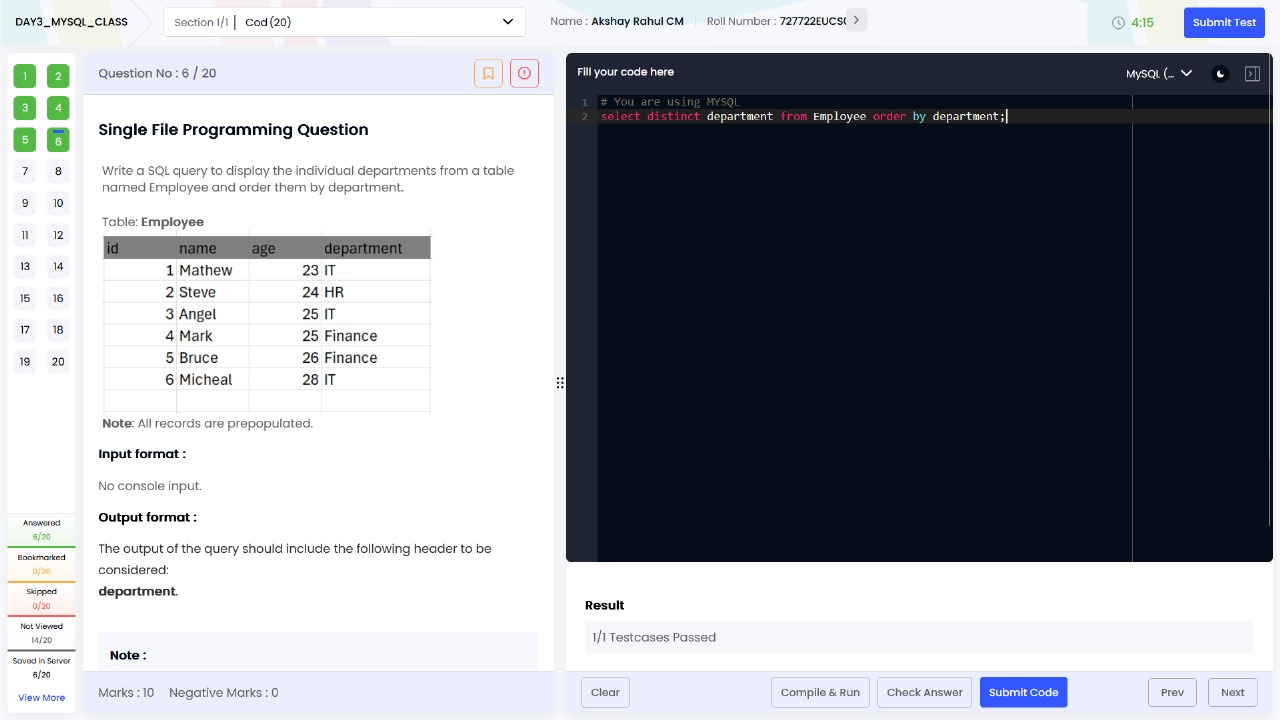 DAY3_MYSQL_CLASS
Section 1/1 | Cod (20)
Name : Akshay Rahul CM
Roll Number : 727722EUCS
4:15
Submit Test
1 2
3 4
5 6
7 8
9 10
11 12
13 14
15 16
17 18
19 20
Answered
6/20
Bookmarked
0/20
Skipped
0/20
Not Viewed
14/20
Saved in Server
6/20
View More
Question No : 6 / 20
Single File Programming Question
Write a SQL query to display the individual departments from a table
named Employee and order them by department.
Table: Employee
id name age department
1 Mathew 23 IT
2 Steve 24 HR
3 Angel 25 IT
4 Mark 25 Finance
5 Bruce 26 Finance
6 Micheal 28 IT
Note: All records are prepopulated.
Input format :
No console input.
Output format :
The output of the query should include the following header to be
considered:
department.
Note :
Marks : 10 Negative Marks : 0
Fill your code here
MySQL (...
1 # You are using MYSQL
2 select distinct department from Employee order by department;
Result
1/1 Testcases Passed
Clear
Compile & Run
Check Answer
Submit Code
Prev
Next